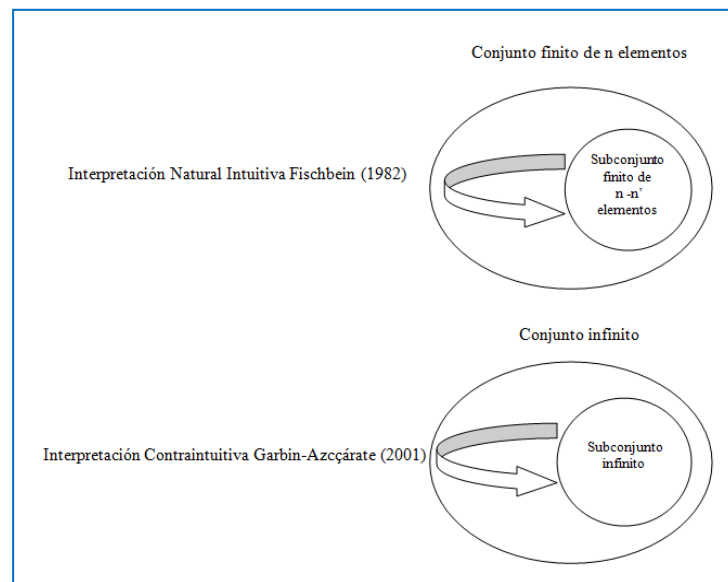 Conjunto finito de n elementos
Interpretación Natural Intuitiva Fischbein (1982)
Subconjunto
finito de
n -n'
elementos
Conjunto infinito
Interpretación Contraintuitiva Garbin-Azcçárate (2001)
Subconjunto
infinito